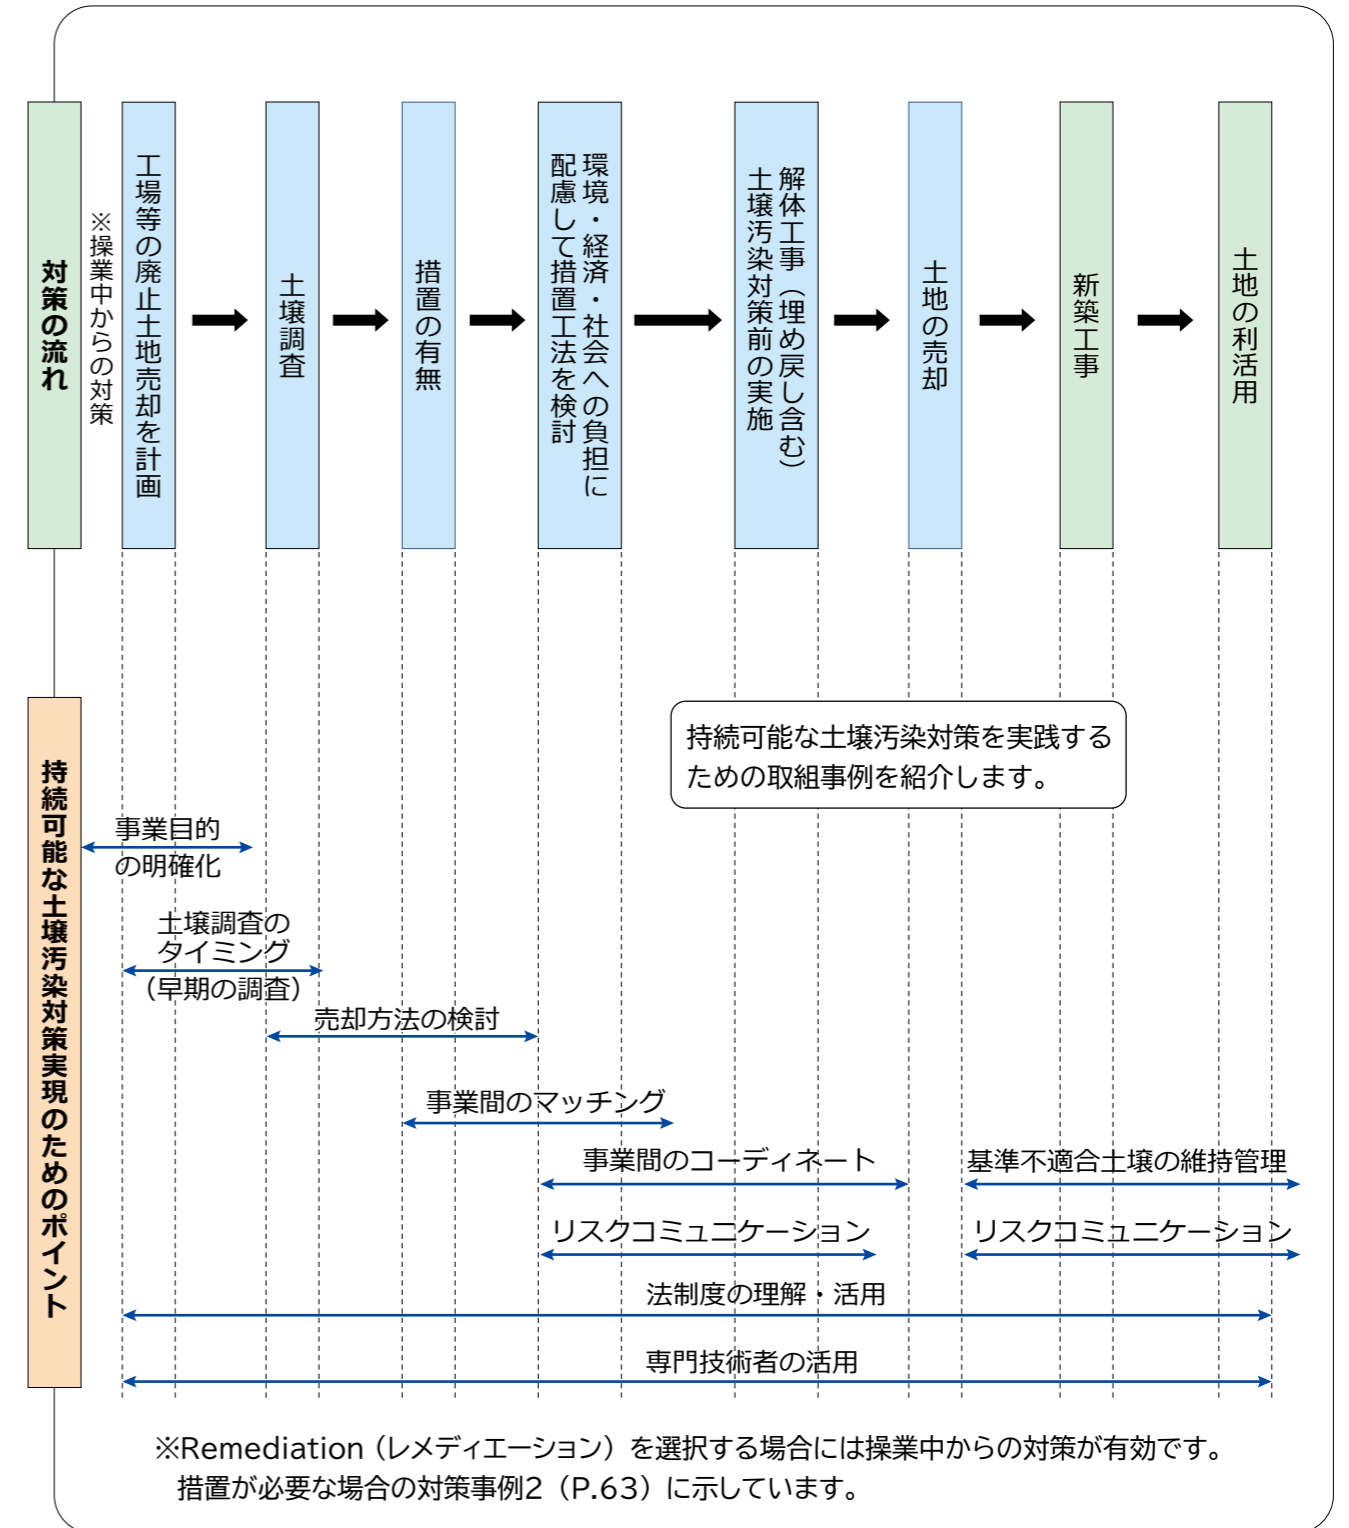 対策の流れ
※操業中からの対策
工場等の廃止土地売却を計画
土壌調査
措置の有無
環境・経済・社会への負担に
配慮して措置工法を検討
解体工事（埋め戻し含む）
土壌汚染対策前の実施
土地の売却
新築工事
土地の利活用
持続可能な土壌汚染対策実現のためのポイント
持続可能な土壌汚染対策を実践する
ための取組事例を紹介します。
事業目的
の明確化
土壌調査の
タイミング
（早期の調査）
売却方法の検討
事業間のマッチング
事業間のコーディネート
基準不適合土壌の維持管理
リスクコミュニケーション
リスクコミュニケーション
法制度の理解・活用
専門技術者の活用
※Remediation（レメディエーション）を選択する場合には操業中からの対策が有効です。
措置が必要な場合の対策事例2（P.63）に示しています。